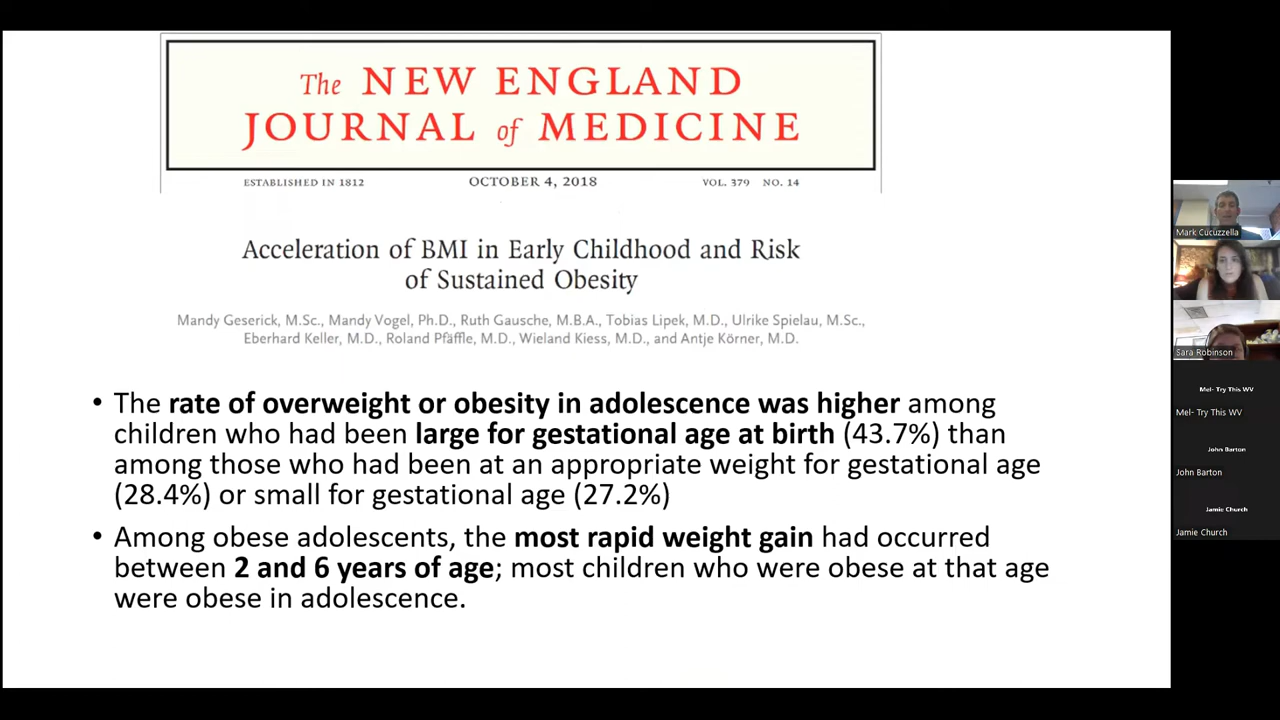 The NEW ENGLAND
JOURNAL of MEDICINE
ESTABLISHED IN 1812 OCTOBER 4, 2018 VOL. 379 NO. 14
Acceleration of BMI in Early Childhood and Risk
of Sustained Obesity
Mandy Geserick, M.Sc., Mandy Vogel, Ph.D., Ruth Gausche, M.B.A., Tobias Lipek, M.D., Ulrike Spielau, M.Sc.,
Eberhard Keller, M.D., Roland Pfäffle, M.D., Wieland Kiess, M.D., and Antje Körner, M.D.
• The rate of overweight or obesity in adolescence was higher among
children who had been large for gestational age at birth (43.7%) than
among those who had been at an appropriate weight for gestational age
(28.4%) or small for gestational age (27.2%)
• Among obese adolescents, the most rapid weight gain had occurred
between 2 and 6 years of age; most children who were obese at that age
were obese in adolescence.
Mark Cucuzzella
Sara Robinson
Mel- Try This WV
Mel- Try This WV
John Barton
John Barton
Jamie Church
Jamie Church